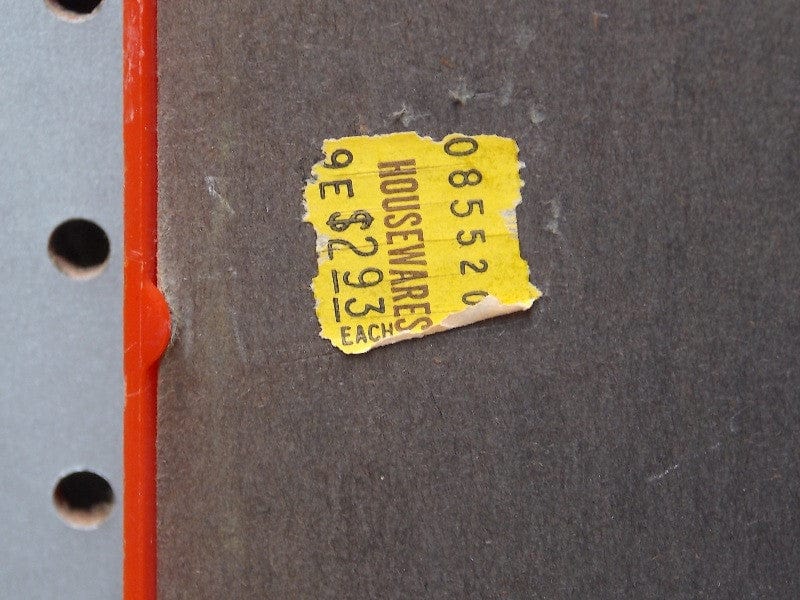 085520
HOUSEWARES
9E $2 93
EACH